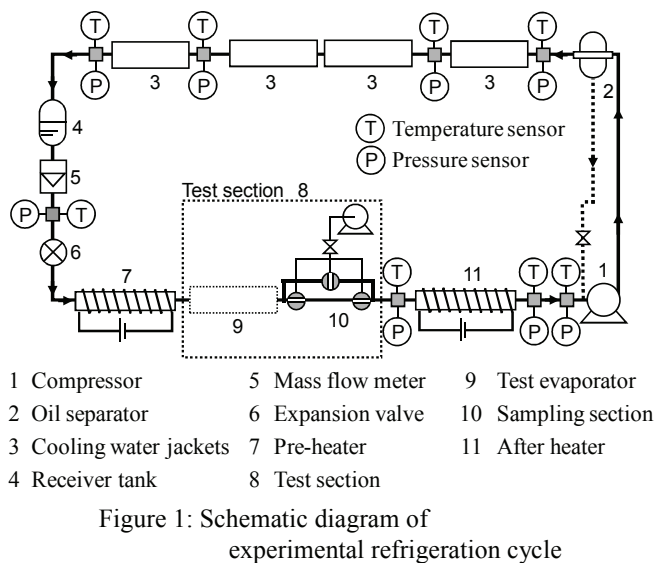 T T T T
3 3 3 3
P P P P
2
4
T Temperature sensor
P Pressure sensor
5
Test section 8
P T
6
7
11
1
T T T
9
10
P P P
1 Compressor
2 Oil separator
3 Cooling water jackets
4 Receiver tank
5 Mass flow meter
6 Expansion valve
7 Pre-heater
8 Test section
9 Test evaporator
10 Sampling section
11 After heater
Figure 1: Schematic diagram of
experimental refrigeration cycle